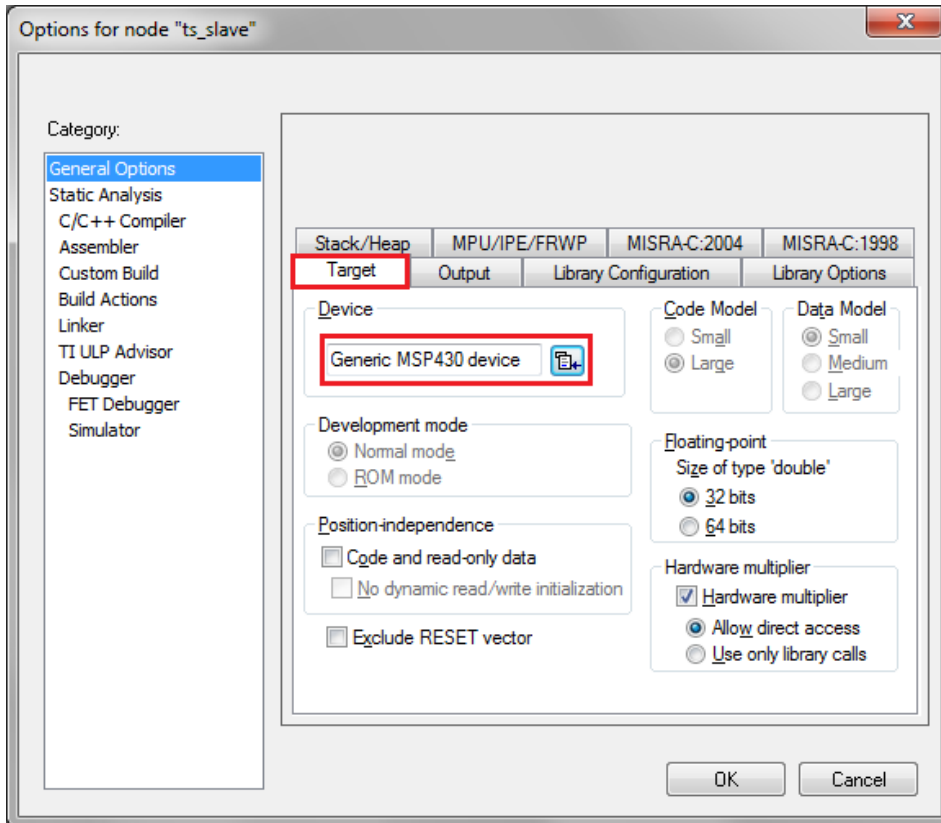 Options for node "ts_slave"
Category:
General Options
Static Analysis
C/C++ Compiler
Assembler
Custom Build
Build Actions
Linker
TI ULP Advisor
Debugger
FET Debugger
Simulator
Stack/Heap MPU/IPE/FRWP MISRA-C:2004 MISRA-C:1998
Target Output Library Configuration Library Options
Device
Generic MSP430 device
Code Model
Small
Large
Data Model
Small
Medium
Large
Development mode
Normal mode
ROM mode
Floating-point
Size of type 'double'
32 bits
64 bits
Position-independence
Code and read-only data
No dynamic read/write initialization
Exclude RESET vector
Hardware multiplier
Hardware multiplier
Allow direct access
Use only library calls
OK Cancel